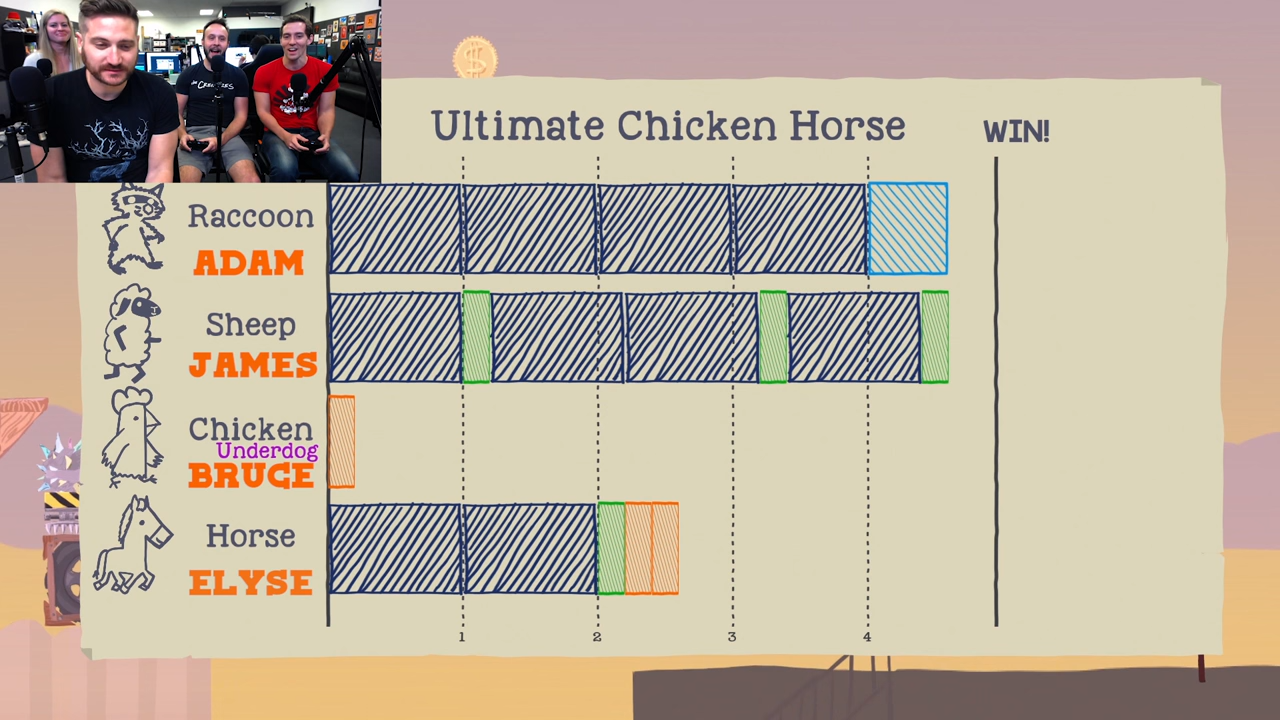 Ultimate Chicken Horse
WIN!
Raccoon
ADAM
Sheep
JAMES
Chicken
Underdog
BRUCE
Horse
ELYSE
1 2 3 4
$